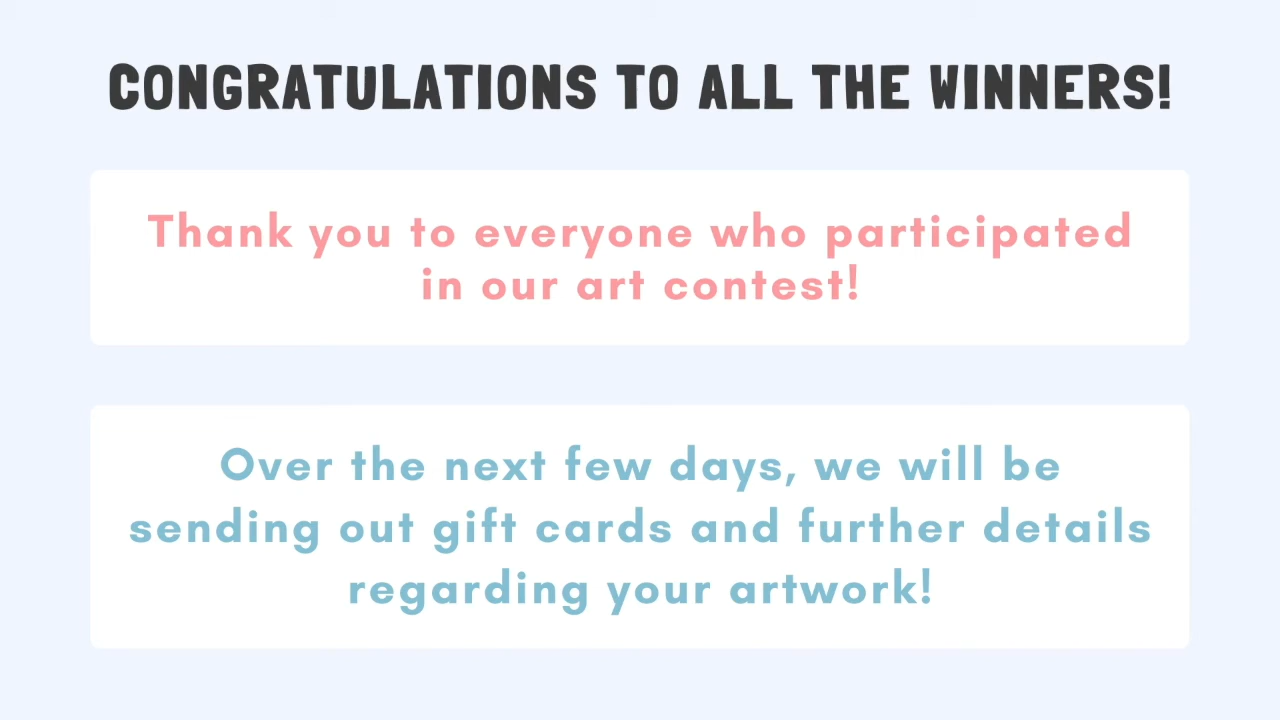 CONGRATULATIONS TO ALL THE WINNERS!
Thank you to everyone who participated
in our art contest!
Over the next few days, we will be
sending out gift cards and further details
regarding your artwork!